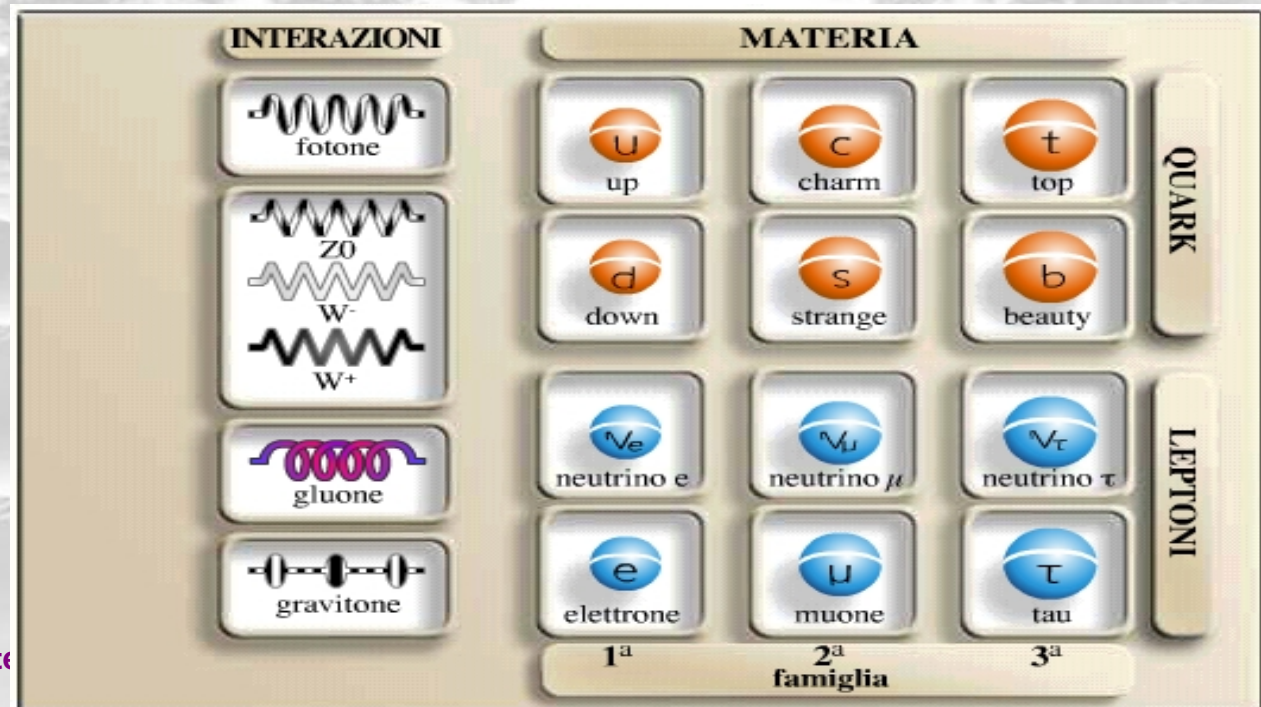 INTERAZIONI
fotone
Z0
W-
W+
gluone
gravitone
MATERIA
u
up
c
charm
t
top
d
down
s
strange
b
beauty
QUARK
νe
neutrino e
νμ
neutrino μ
ντ
neutrino τ
e
elettrone
μ
muone
τ
tau
LEPTONI
1ª
2ª
3ª
famiglia